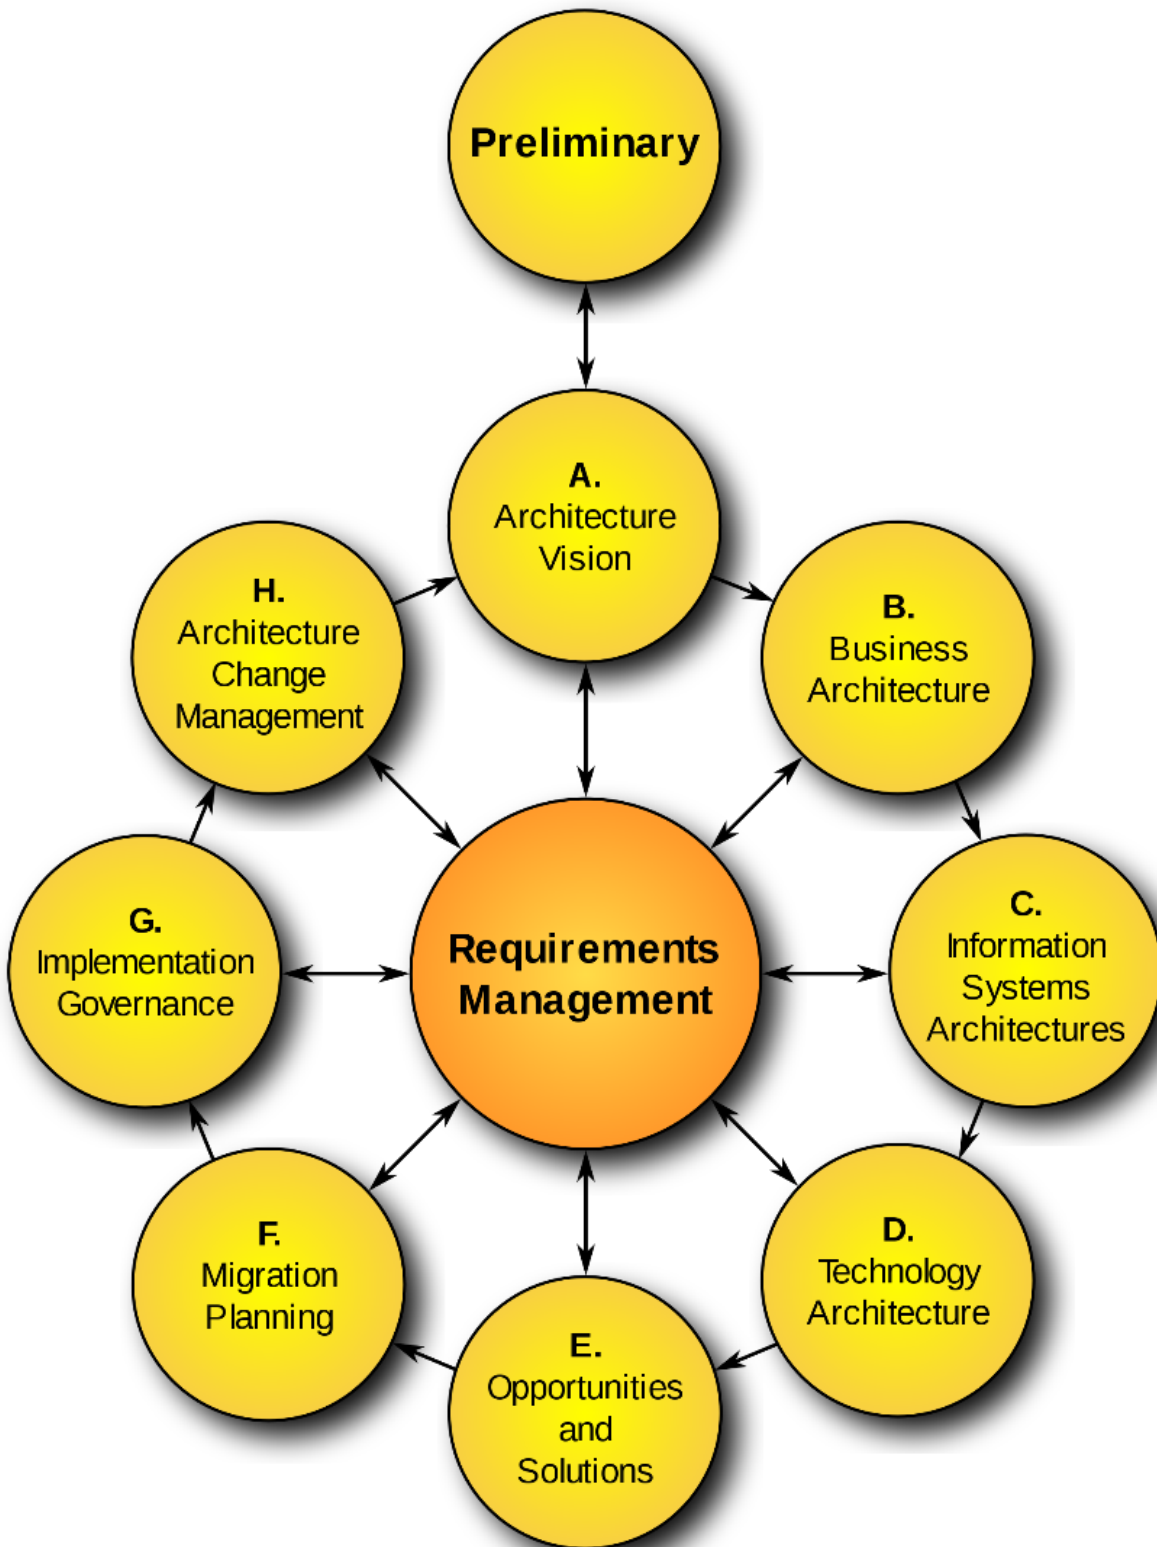 Preliminary
A.
Architecture
Vision
B.
Business
Architecture
C.
Information
Systems
Architectures
D.
Technology
Architecture
E.
Opportunities
and
Solutions
F.
Migration
Planning
G.
Implementation
Governance
H.
Architecture
Change
Management
Requirements
Management